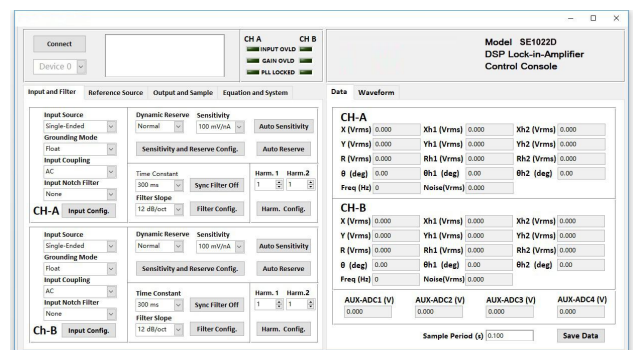 Connect
Device 0
CH A CH B
INPUT OVLD
GAIN OVLD
PLL LOCKED
Model SE1022D
DSP Lock-in-Amplifier
Control Console
Input and Filter Reference Source Output and Sample Equation and System
Input Source
Single-Ended
Grounding Mode
Float
Input Coupling
AC
Input Notch Filter
None
CH-A Input Config.
Dynamic Reserve Sensitivity
Normal 100 mV/nA Auto Sensitivity
Sensitivity and Reserve Config. Auto Reserve
Time Constant Harm. 1 Harm.2
300 ms Sync Filter Off 1 1
Filter Slope
12 dB/oct Filter Config. Harm. Config.
Input Source
Single-Ended
Grounding Mode
Float
Input Coupling
AC
Input Notch Filter
None
Ch-B Input Config.
Dynamic Reserve Sensitivity
Normal 100 mV/nA Auto Sensitivity
Sensitivity and Reserve Config. Auto Reserve
Time Constant Harm. 1 Harm.2
300 ms Sync Filter Off 1 1
Filter Slope
12 dB/oct Filter Config. Harm. Config.
Data Waveform
CH-A
X (Vrms) 0.000 Xh1 (Vrms) 0.000 Xh2 (Vrms) 0.000
Y (Vrms) 0.000 Yh1 (Vrms) 0.000 Yh2 (Vrms) 0.000
R (Vrms) 0.000 Rh1 (Vrms) 0.000 Rh2 (Vrms) 0.000
θ (deg) 0.00 θh1 (deg) 0.00 θh2 (deg) 0.00
Freq (Hz) 0 Noise(Vrms) 0.000
CH-B
X (Vrms) 0.000 Xh1 (Vrms) 0.000 Xh2 (Vrms) 0.000
Y (Vrms) 0.000 Yh1 (Vrms) 0.000 Yh2 (Vrms) 0.000
R (Vrms) 0.000 Rh1 (Vrms) 0.000 Rh2 (Vrms) 0.000
θ (deg) 0.00 θh1 (deg) 0.00 θh2 (deg) 0.00
Freq (Hz) 0 Noise(Vrms) 0.000
AUX-ADC1 (V) AUX-ADC2 (V) AUX-ADC3 (V) AUX-ADC4 (V)
0.000 0.000 0.000 0.000
Sample Period (s) 0.100 Save Data